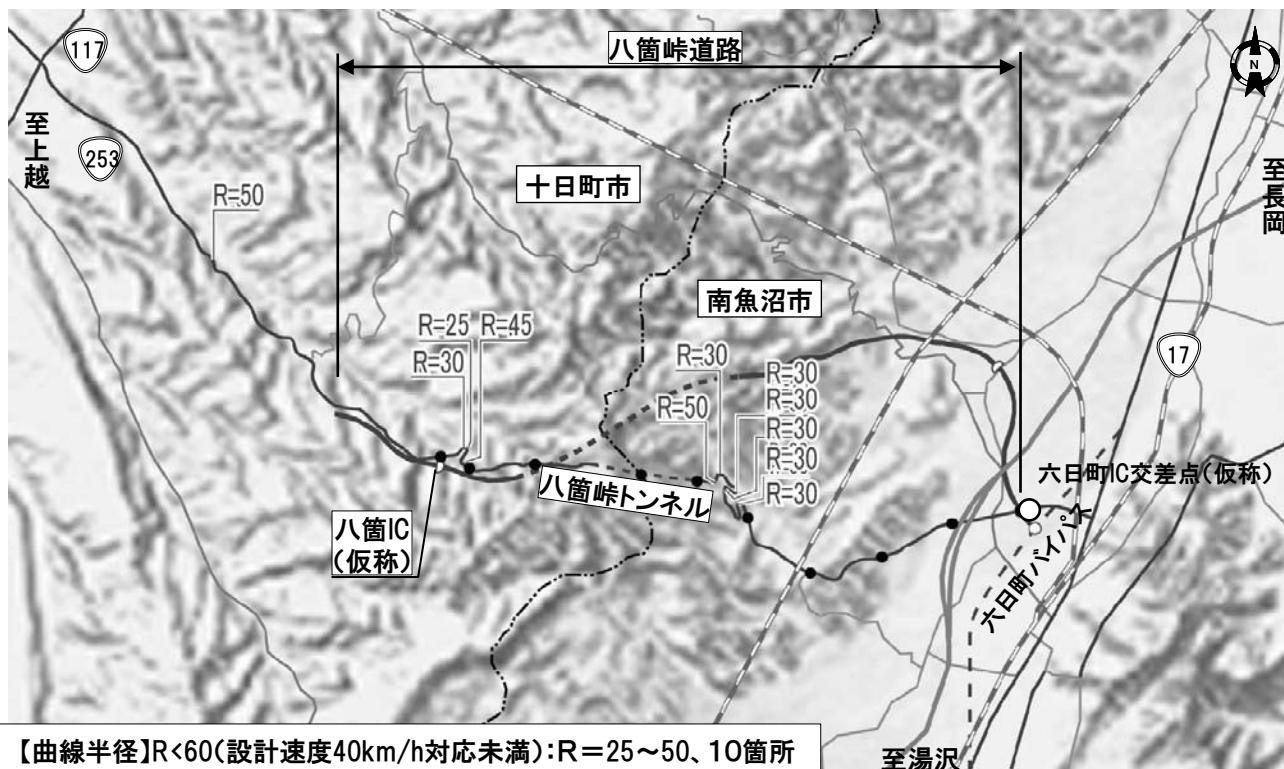 八箇峠道路
N
117
至上越
253
至長岡
十日町市
R=50
南魚沼市
R=25
R=45
R=30
R=30
R=30
R=30
R=50
R=30
R=30
R=30
17
六日町IC交差点(仮称)
八箇峠トンネル
八箇IC
(仮称)
六日町バイパス
【曲線半径】R<60(設計速度40km/h対応未満):R=25~50、10箇所
至湯沢